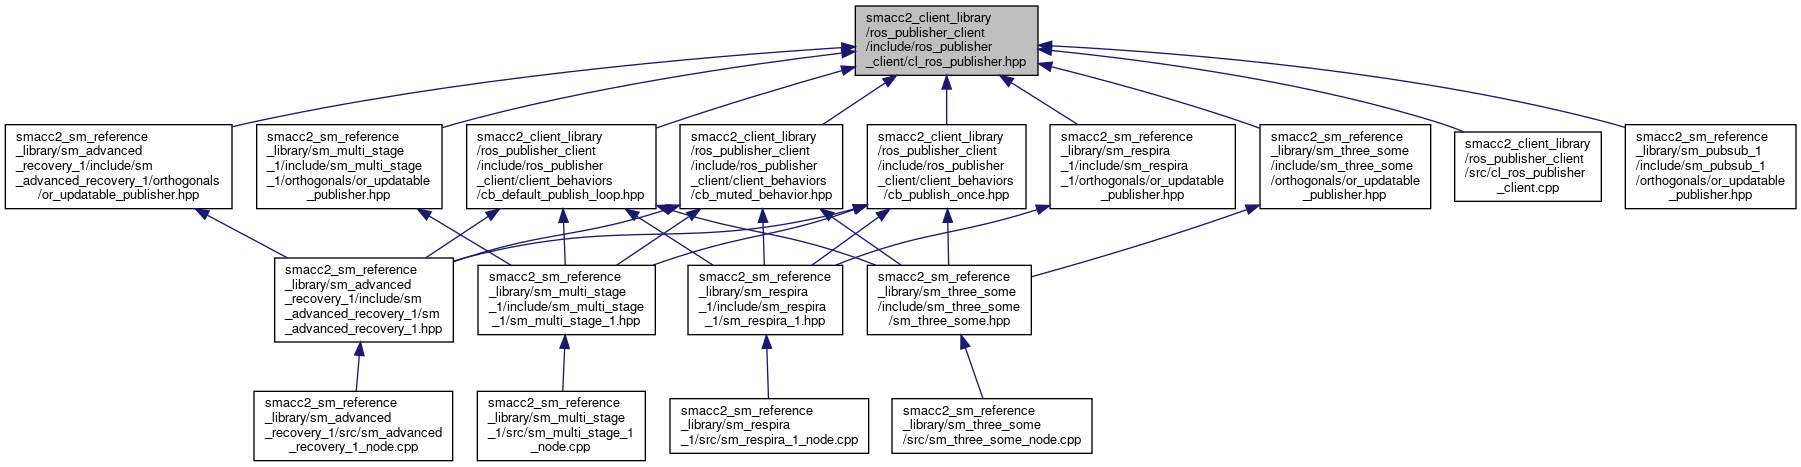 smacc2_client_library
/ros_publisher_client
/include/ros_publisher
_client/cl_ros_publisher.hpp
smacc2_sm_reference
_library/sm_advanced
_recovery_1/include/sm
_advanced_recovery_1/orthogonals
/or_updatable_publisher.hpp
smacc2_sm_reference
_library/sm_multi_stage
_1/include/sm_multi_stage
_1/orthogonals/or_updatable
_publisher.hpp
smacc2_client_library
/ros_publisher_client
/include/ros_publisher
_client/client_behaviors
/cb_default_publish_loop.hpp
smacc2_client_library
/ros_publisher_client
/include/ros_publisher
_client/client_behaviors
/cb_muted_behavior.hpp
smacc2_client_library
/ros_publisher_client
/include/ros_publisher
_client/client_behaviors
/cb_publish_once.hpp
smacc2_sm_reference
_library/sm_respira
_1/include/sm_respira
_1/orthogonals/or_updatable
_publisher.hpp
smacc2_sm_reference
_library/sm_three_some
/include/sm_three_some
/orthogonals/or_updatable
_publisher.hpp
smacc2_client_library
/ros_publisher_client
/src/cl_ros_publisher
_client.cpp
smacc2_sm_reference
_library/sm_pubsub_1
/include/sm_pubsub_1
/orthogonals/or_updatable
_publisher.hpp
smacc2_sm_reference
_library/sm_advanced
_recovery_1/include/sm
_advanced_recovery_1/sm
_advanced_recovery_1.hpp
smacc2_sm_reference
_library/sm_multi_stage
_1/include/sm_multi_stage
_1/sm_multi_stage_1.hpp
smacc2_sm_reference
_library/sm_respira
_1/include/sm_respira
_1/sm_respira_1.hpp
smacc2_sm_reference
_library/sm_three_some
/include/sm_three_some
/sm_three_some.hpp
smacc2_sm_reference
_library/sm_advanced
_recovery_1/src/sm_advanced
_recovery_1_node.cpp
smacc2_sm_reference
_library/sm_multi_stage
_1/src/sm_multi_stage_1
_node.cpp
smacc2_sm_reference
_library/sm_respira
_1/src/sm_respira_1_node.cpp
smacc2_sm_reference
_library/sm_three_some
/src/sm_three_some_node.cpp